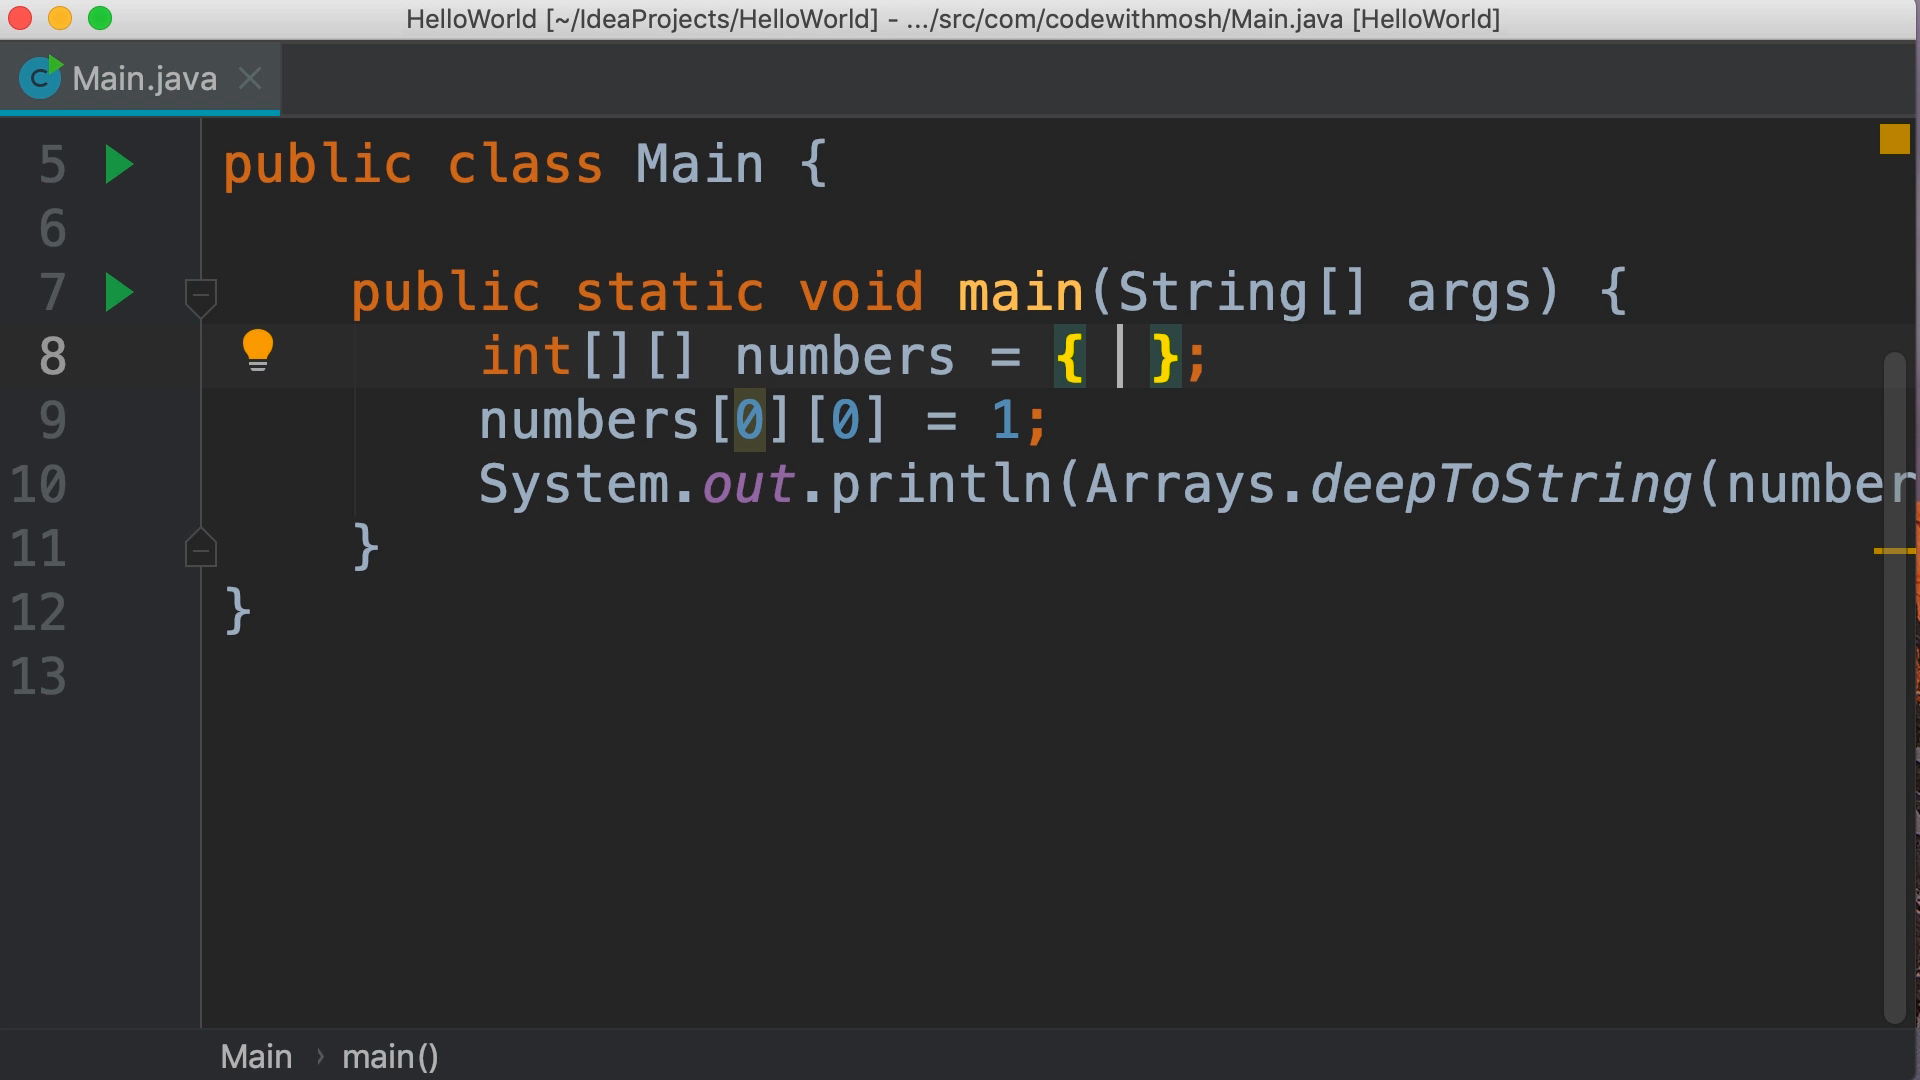 HelloWorld [~/IdeaProjects/HelloWorld] - .../src/com/codewithmosh/Main.java [HelloWorld]
Main.java
5 public class Main {
6
7 public static void main(String[] args) {
8 int[][] numbers = { };
9 numbers[0][0] = 1;
10 System.out.println(Arrays.deepToString(number
11 }
12 }
13
Main › main()